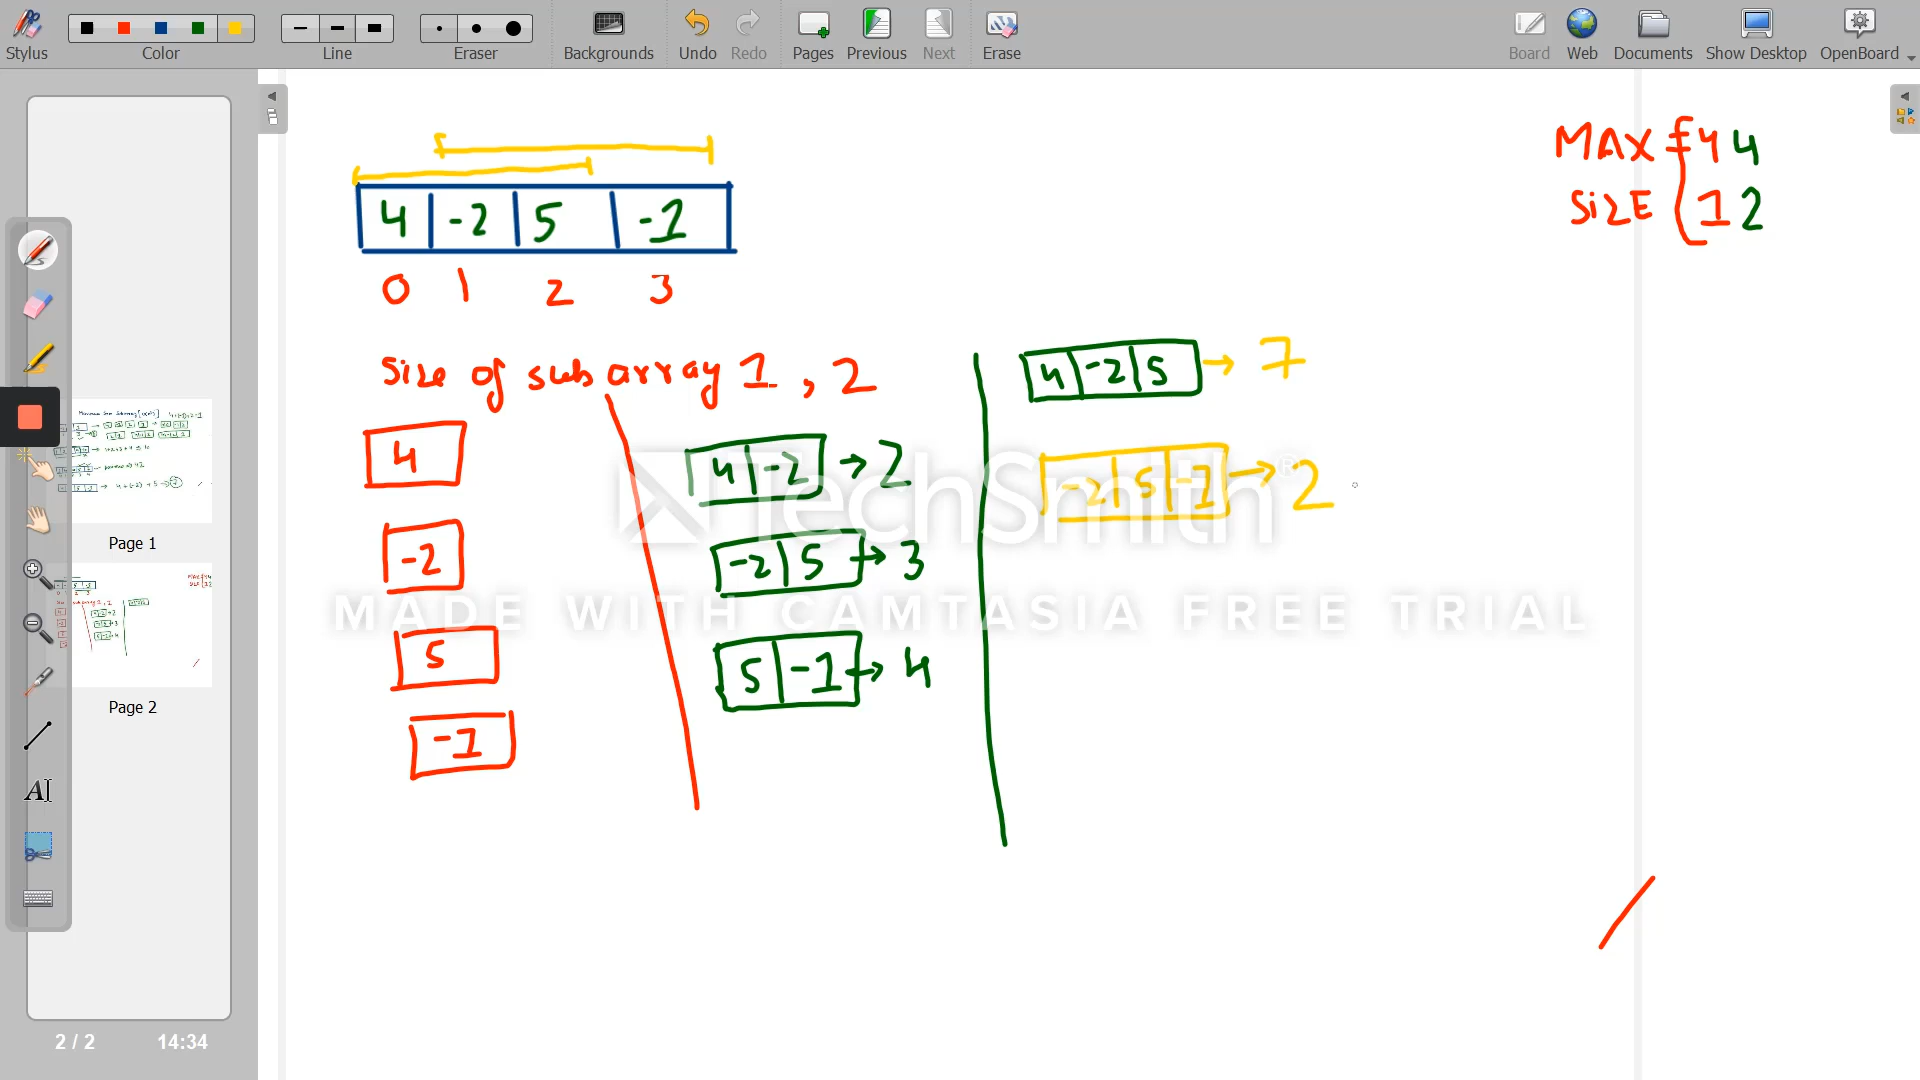 Stylus
Color
Line
Eraser
Backgrounds
Undo
Redo
Pages
Previous
Next
Erase
Board
Web
Documents
Show Desktop
OpenBoard
MAX = 4 4
SIZE 1 2
4 -2 5 -1
0 1 2 3
Size of sub array 1, 2
4
-2
5
-1
4 -2 → 2
-2 5 → 3
5 -1 → 4
4 -2 5 → 7
-2 5 -1 → 2
TechSmith®
MADE WITH CAMTASIA FREE TRIAL
Page 1
Page 2
2 / 2
14:34